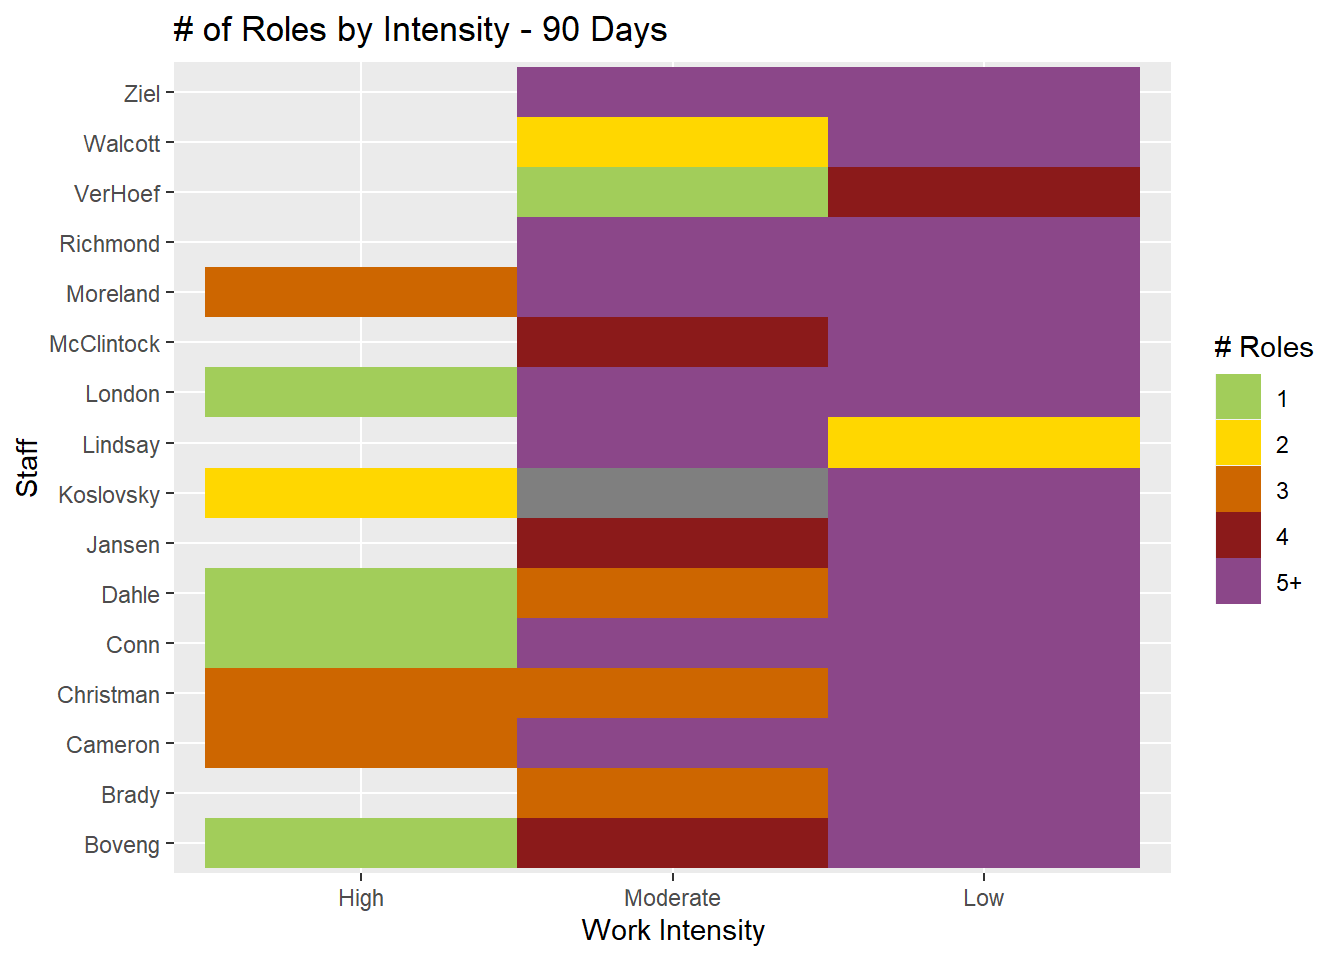 # of Roles by Intensity - 90 Days
Staff
Ziel
Walcott
VerHoef
Richmond
Moreland
McClintock
London
Lindsay
Koslovsky
Jansen
Dahle
Conn
Christman
Cameron
Brady
Boveng
High Moderate Low
Work Intensity
# Roles
1
2
3
4
5+